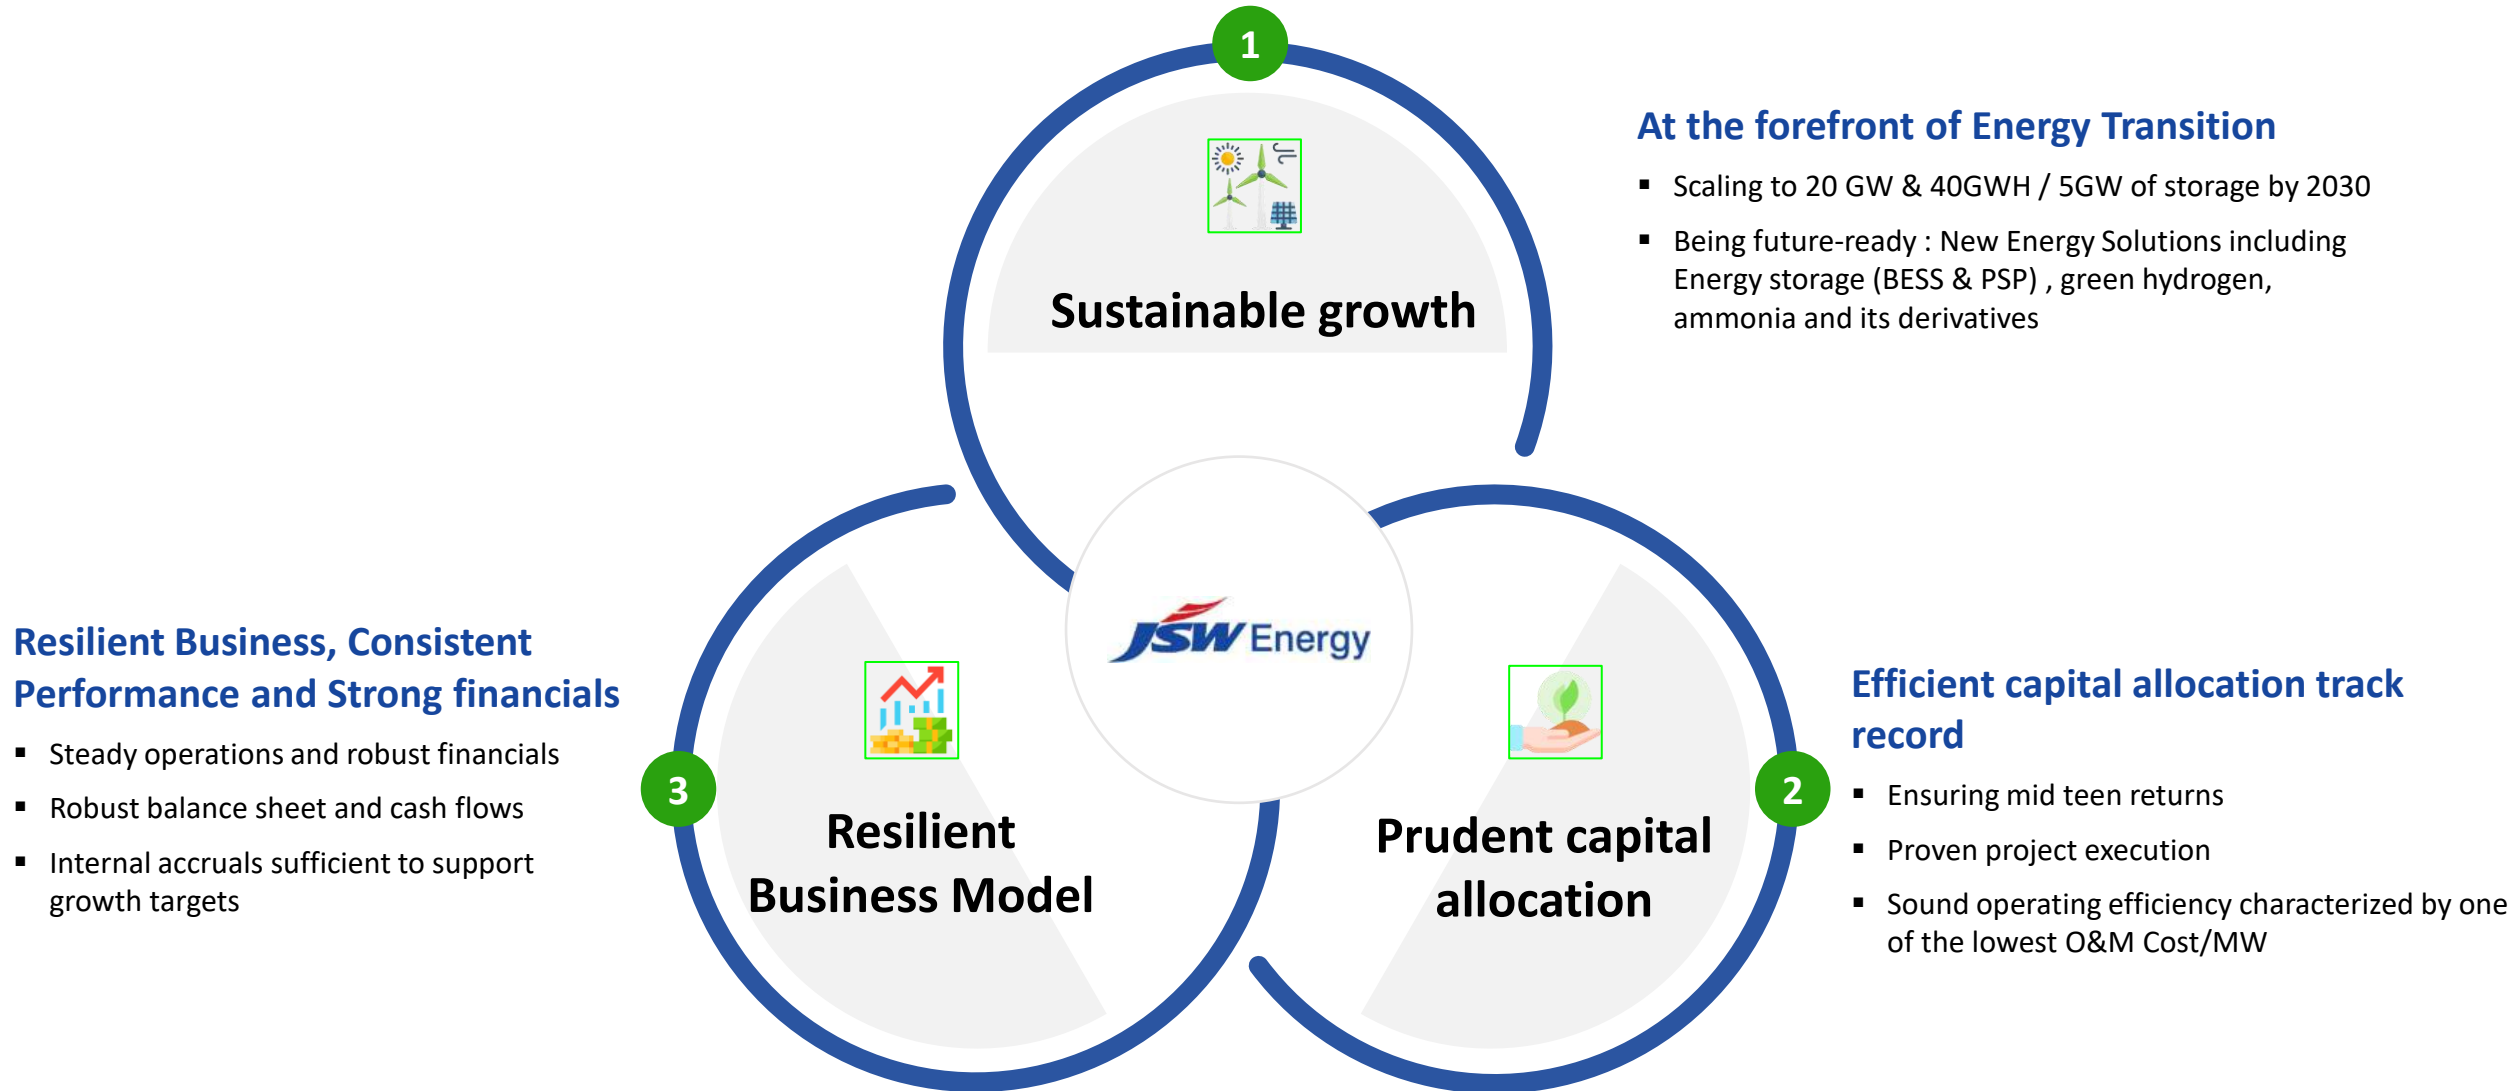 1
Sustainable growth
At the forefront of Energy Transition
▪ Scaling to 20 GW & 40GWH / 5GW of storage by 2030
▪ Being future-ready : New Energy Solutions including
Energy storage (BESS & PSP) , green hydrogen,
ammonia and its derivatives
JSW Energy
2
Prudent capital
allocation
Efficient capital allocation track
record
▪ Ensuring mid teen returns
▪ Proven project execution
▪ Sound operating efficiency characterized by one
of the lowest O&M Cost/MW
3
Resilient
Business Model
Resilient Business, Consistent
Performance and Strong financials
▪ Steady operations and robust financials
▪ Robust balance sheet and cash flows
▪ Internal accruals sufficient to support
growth targets